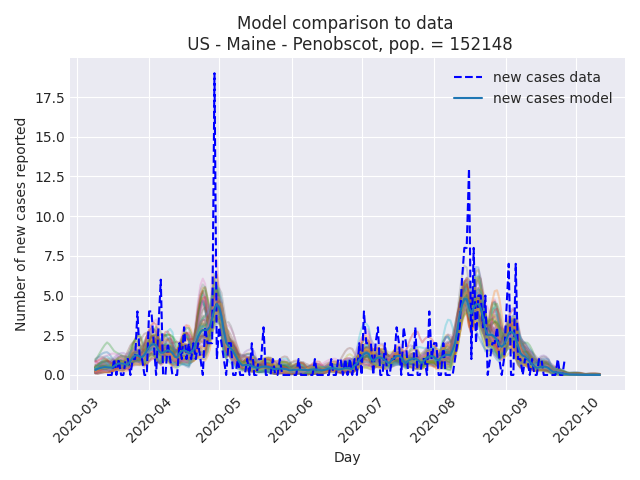 Model comparison to data
US - Maine - Penobscot, pop. = 152148
new cases data
new cases model
Number of new cases reported
17.5
15.0
12.5
10.0
7.5
5.0
2.5
0.0
2020-03
2020-04
2020-05
2020-06
2020-07
2020-08
2020-09
2020-10
Day